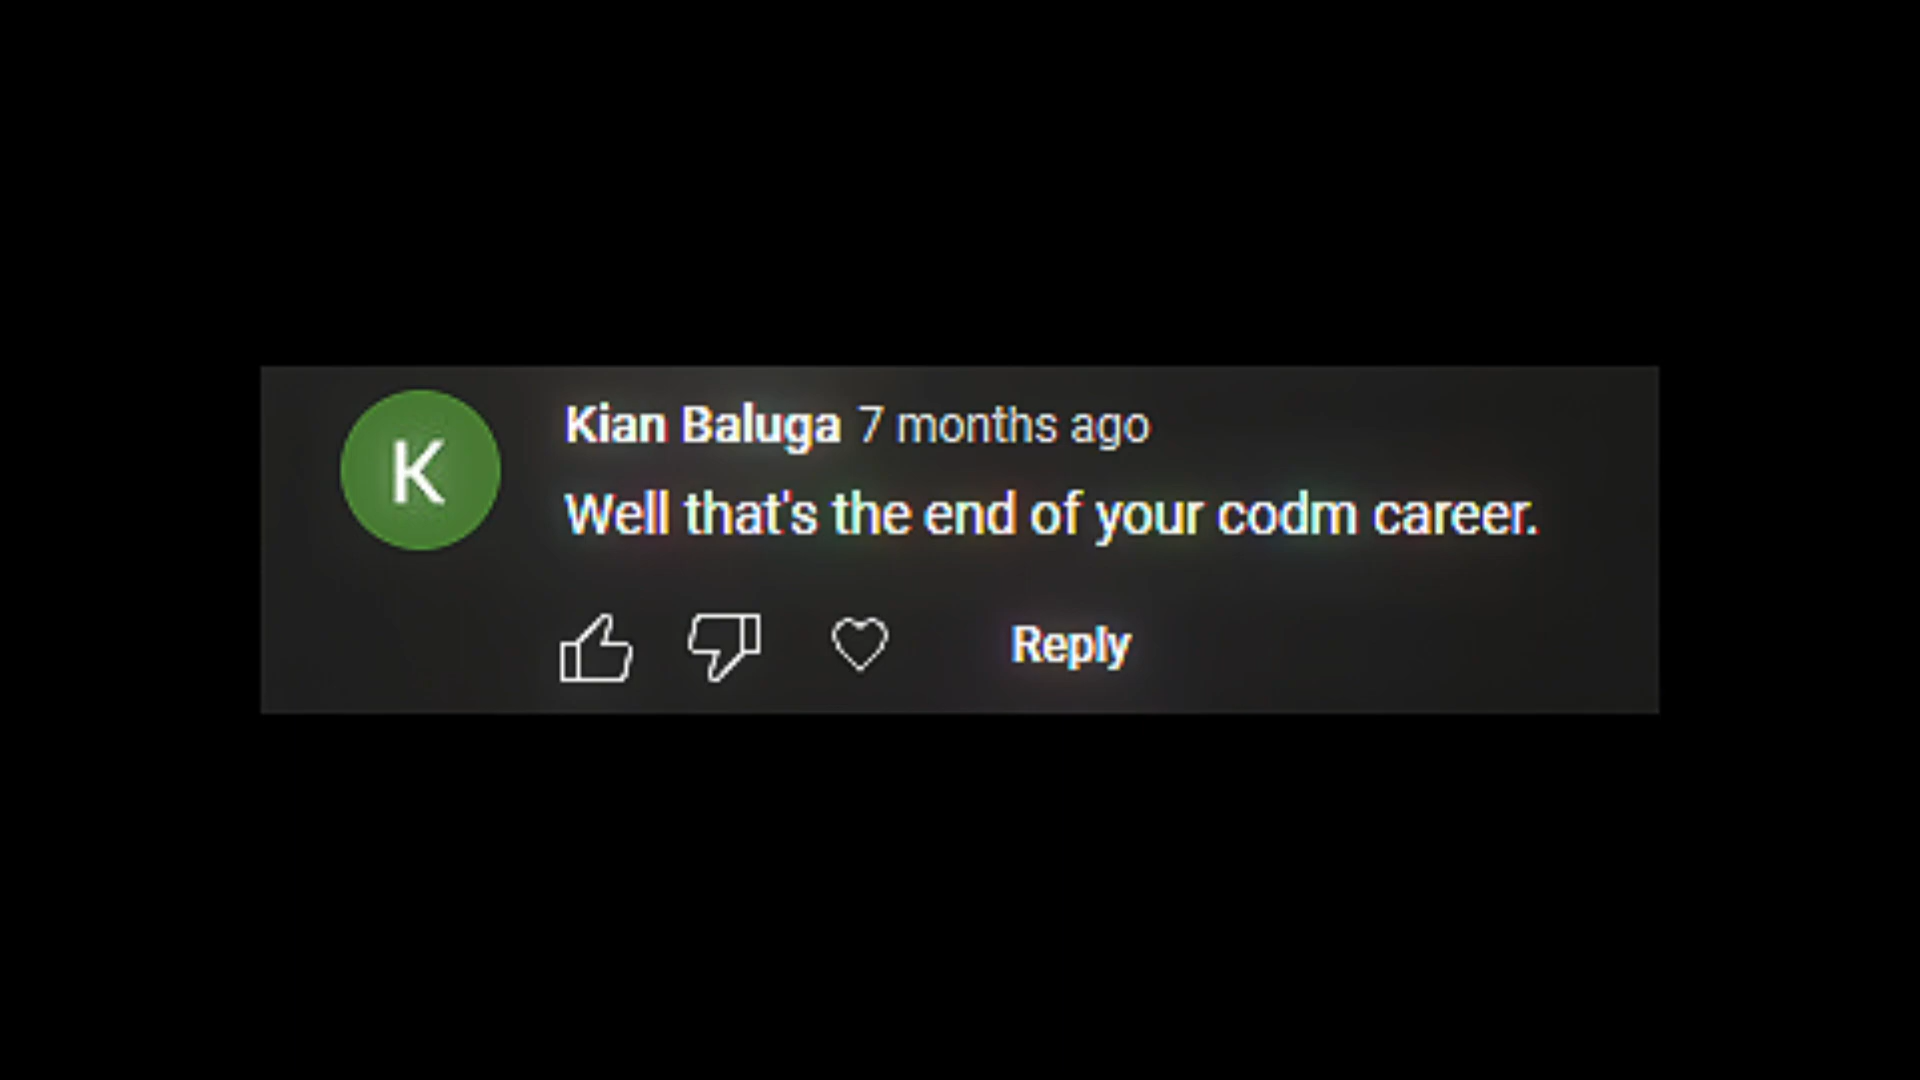 K
Kian Baluga 7 months ago
Well that's the end of your codm career.
Reply